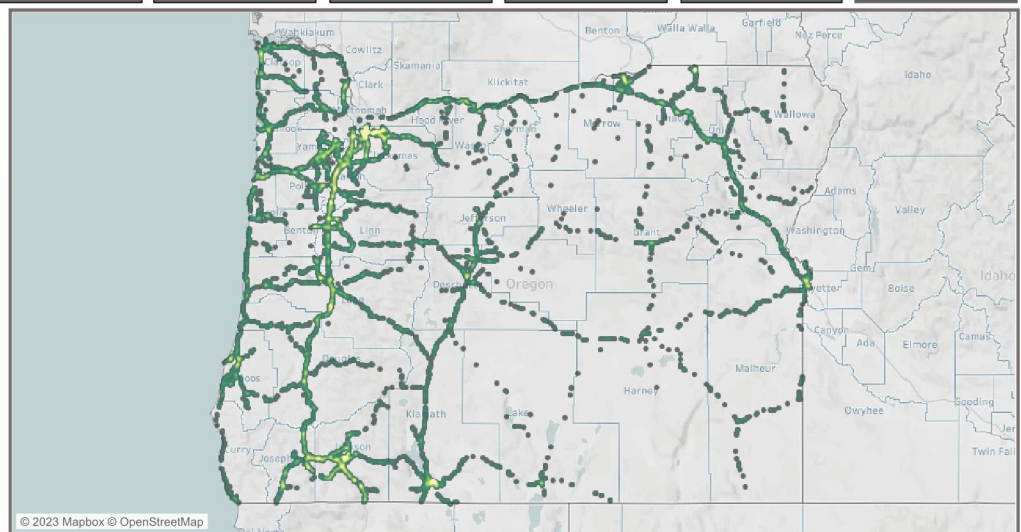 Wahkiakum
Cowlitz
Clark
Skamania
Klickitat
Benton
Walla Walla
Garfield
Nez Perce
Idaho
Hood River
Sherman
Morrow
Wallowa
Adams
Valley
Jefferson
Wheeler
Grant
Washington
Benton
Linn
Gem
Boise
Oregon
Idaho
Canyon
Ada
Elmore
Camas
Malheur
Douglas
Harney
Owyhee
Gooding
Klamath
Lake
Curry
Twin Fall
© 2023 Mapbox © OpenStreetMap